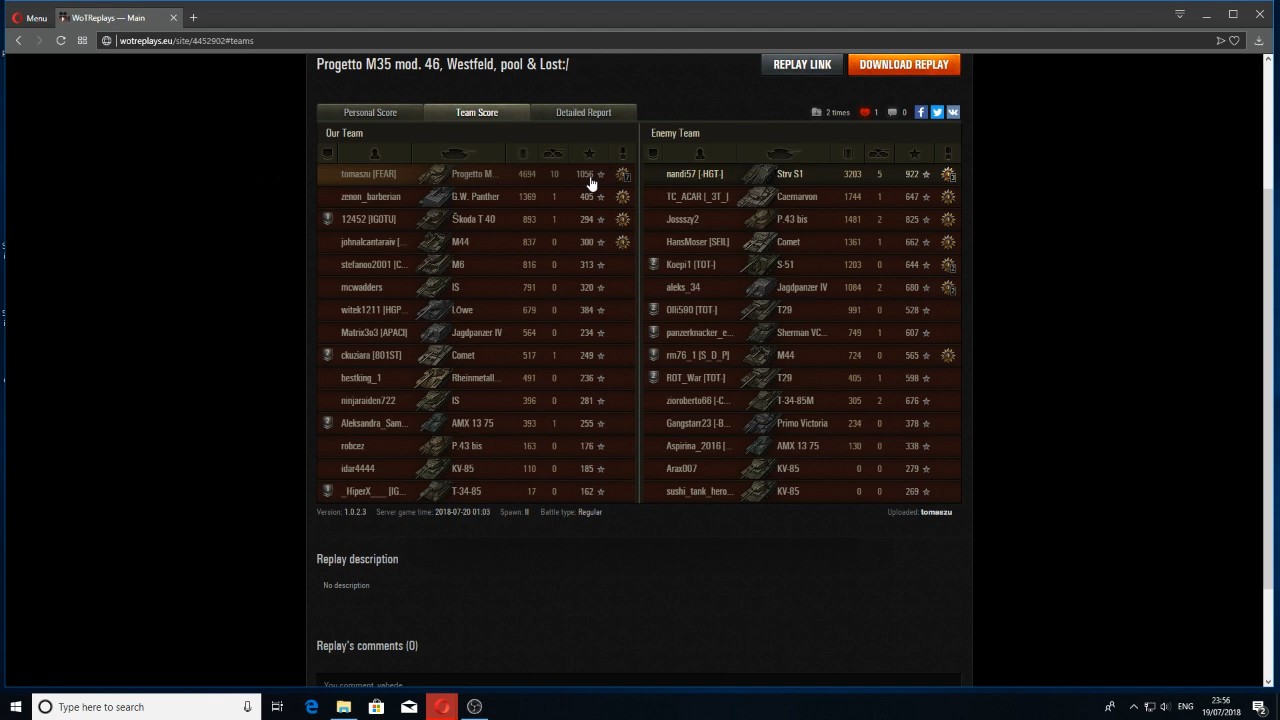 Menu WoTReplays — Main
wotreplays.eu/site/4452902#teams
Progetto M35 mod. 46, Westfeld, pool & Lost:/ REPLAY LINK DOWNLOAD REPLAY
Personal Score Team Score Detailed Report 2 times 1 0
Our Team Enemy Team
tomaszu [FEAR] Progetto M... 4694 10 1056 nandi57 [-HGT-] Strv S1 3203 5 922
zenon_barberian G.W. Panther 1369 1 405 TC_ACAR [_3T_] Caernarvon 1744 1 647
12452 [IGOTU] Škoda T 40 893 1 294 Jossszy2 P.43 bis 1481 2 825
johnalcantaraiv [... M44 837 0 300 HansMoser [SEIL] Comet 1361 1 662
stefanoo2001 [C... M6 816 0 313 Koepi1 [TOT-] S-51 1203 0 644
mcwadders IS 791 0 320 aleks_34 Jagdpanzer IV 1084 2 680
witek1211 [HGP... Löwe 679 0 384 Olli590 [TOT-] T29 991 0 528
Matrix3o3 [APACI] Jagdpanzer IV 564 0 234 panzerknacker_e... Sherman VC... 749 1 607
ckuziara [801ST] Comet 517 1 249 rm76_1 [S_D_P] M44 724 0 565
bestking_1 Rheinmetall... 491 0 236 ROT_War [TOT-] T29 405 1 598
ninjaraiden722 IS 396 0 281 zioroberto66 [-C... T-34-85M 305 2 676
Aleksandra_Sam... AMX 13 75 393 1 255 Gangstarr23 [-B... Primo Victoria 234 0 378
robcez P.43 bis 163 0 176 Aspirina_2016 [... AMX 13 75 130 0 338
idar4444 KV-85 110 0 185 Arax007 KV-85 0 0 279
_HiperX___ [IG... T-34-85 17 0 162 sushi_tank_hero... KV-85 0 0 269
Version: 1.0.2.3 Server game time: 2018-07-20 01:03 Spawn: II Battle type: Regular Uploaded: tomaszu
Replay description
No description
Replay's comments (0)
You comment, yahede
Type here to search 23:56
ENG
19/07/2018 2